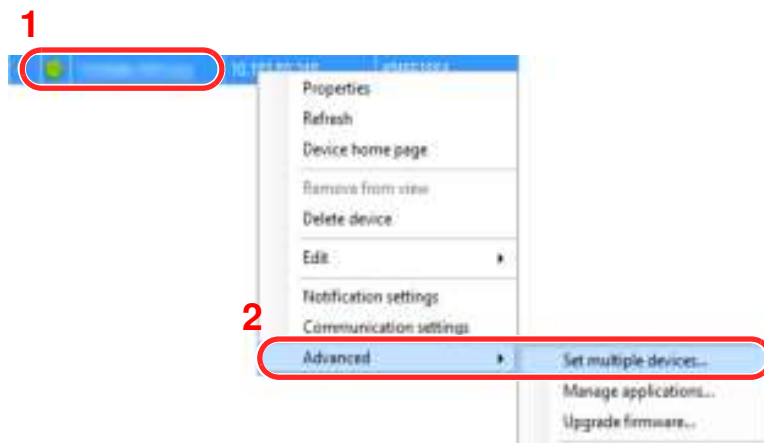 1
Properties
Refresh
Device home page
Remove from view
Delete device
Edit
Notification settings
2
Communication settings
Advanced
Set multiple devices...
Manage applications...
Upgrade firmware...